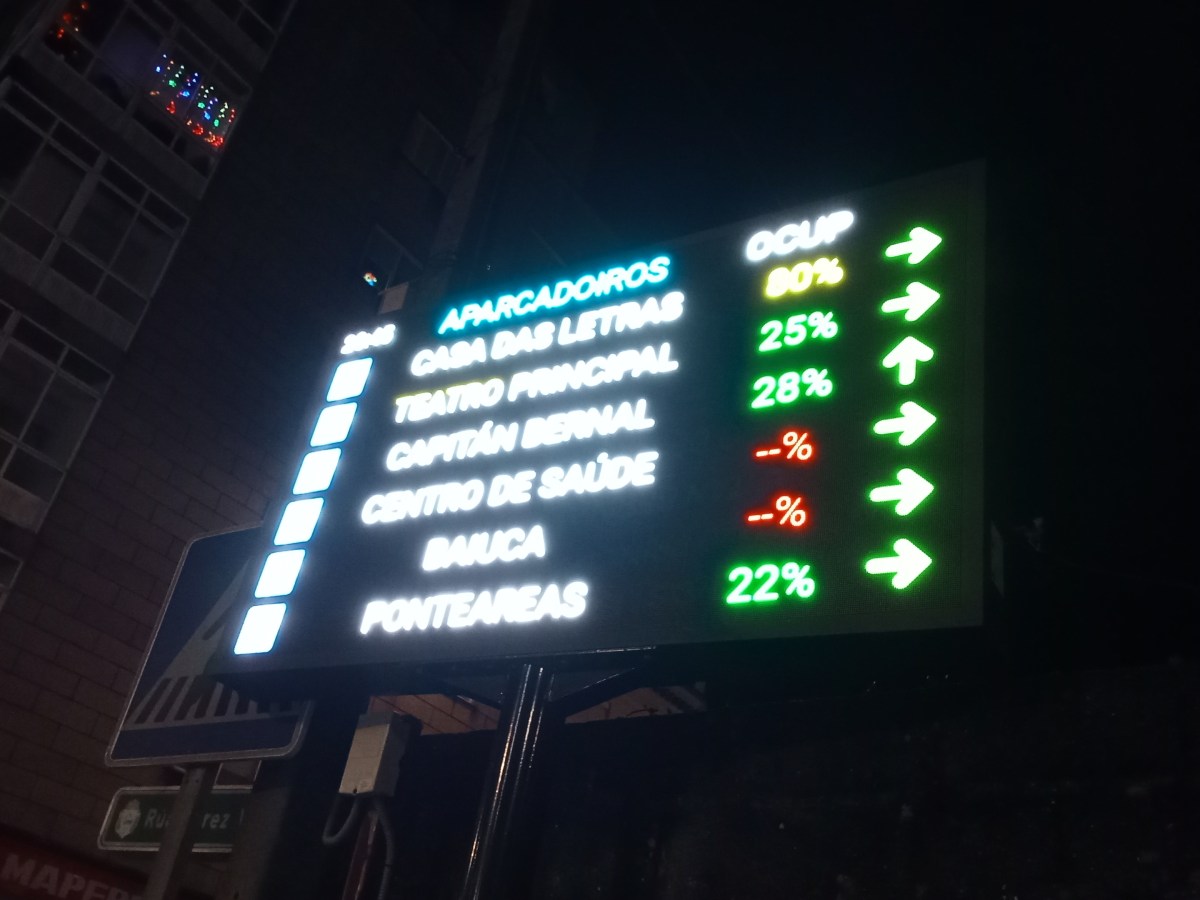 APARCADOIROS OCUP
CASA DAS LETRAS 80%
TEATRO PRINCIPAL 25%
CAPITÁN BERNAL 28%
CENTRO DE SAÚDE --%
BAIUCA --%
PONTEAREAS 22%